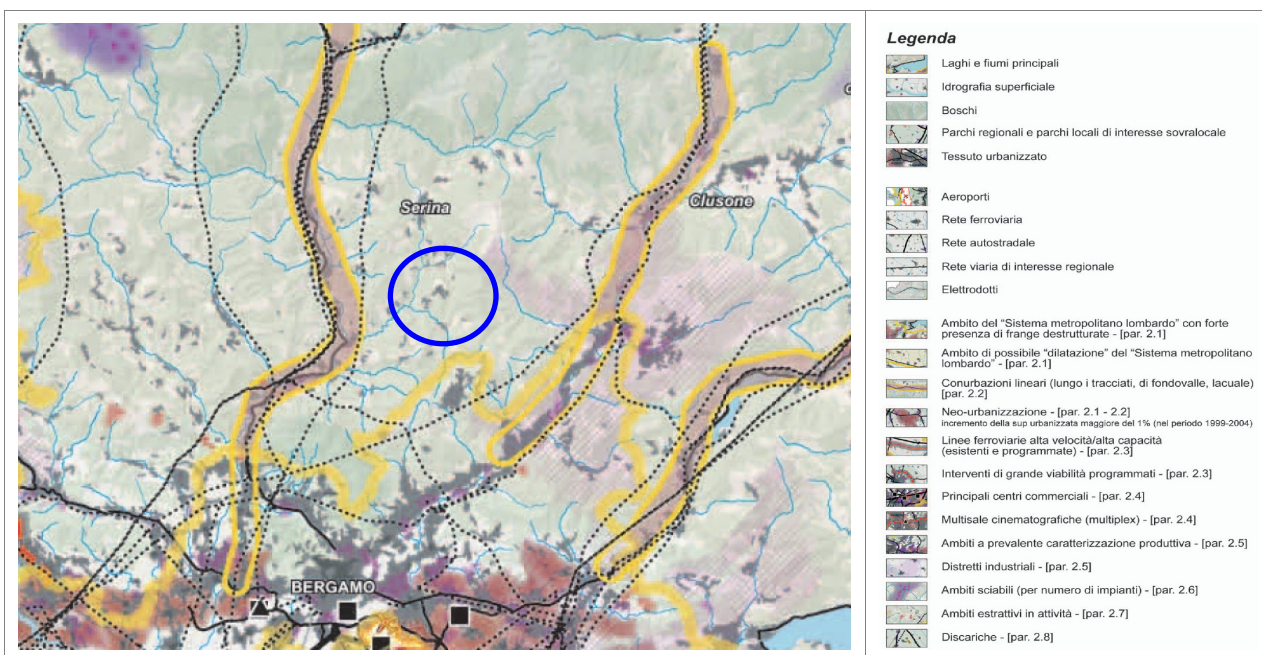 Serina
Clusone
BERGAMO
Legenda
Laghi e fiumi principali
Idrografia superficiale
Boschi
Parchi regionali e parchi locali di interesse sovralocale
Tessuto urbanizzato
Aeroporti
Rete ferroviaria
Rete autostradale
Rete viaria di interesse regionale
Elettrodotti
Ambito del "Sistema metropolitano lombardo" con forte
presenza di frange destrutturate - [par. 2.1]
Ambito di possibile "dilatazione" del "Sistema metropolitano
lombardo" - [par. 2.1]
Conurbazioni lineari (lungo i tracciati, di fondovalle, lacuale)
[par. 2.2]
Neo-urbanizzazione - [par. 2.1 - 2.2]
incremento della sup urbanizzata maggiore del 1% (nel periodo 1999-2004)
Linee ferroviarie alta velocità/alta capacità
(esistenti e programmate) - [par. 2.3]
Interventi di grande viabilità programmati - [par. 2.3]
Principali centri commerciali - [par. 2.4]
Multisale cinematografiche (multiplex) - [par. 2.4]
Ambiti a prevalente caratterizzazione produttiva - [par. 2.5]
Distretti industriali - [par. 2.5]
Ambiti sciabili (per numero di impianti) - [par. 2.6]
Ambiti estrattivi in attività - [par. 2.7]
Discariche - [par. 2.8]